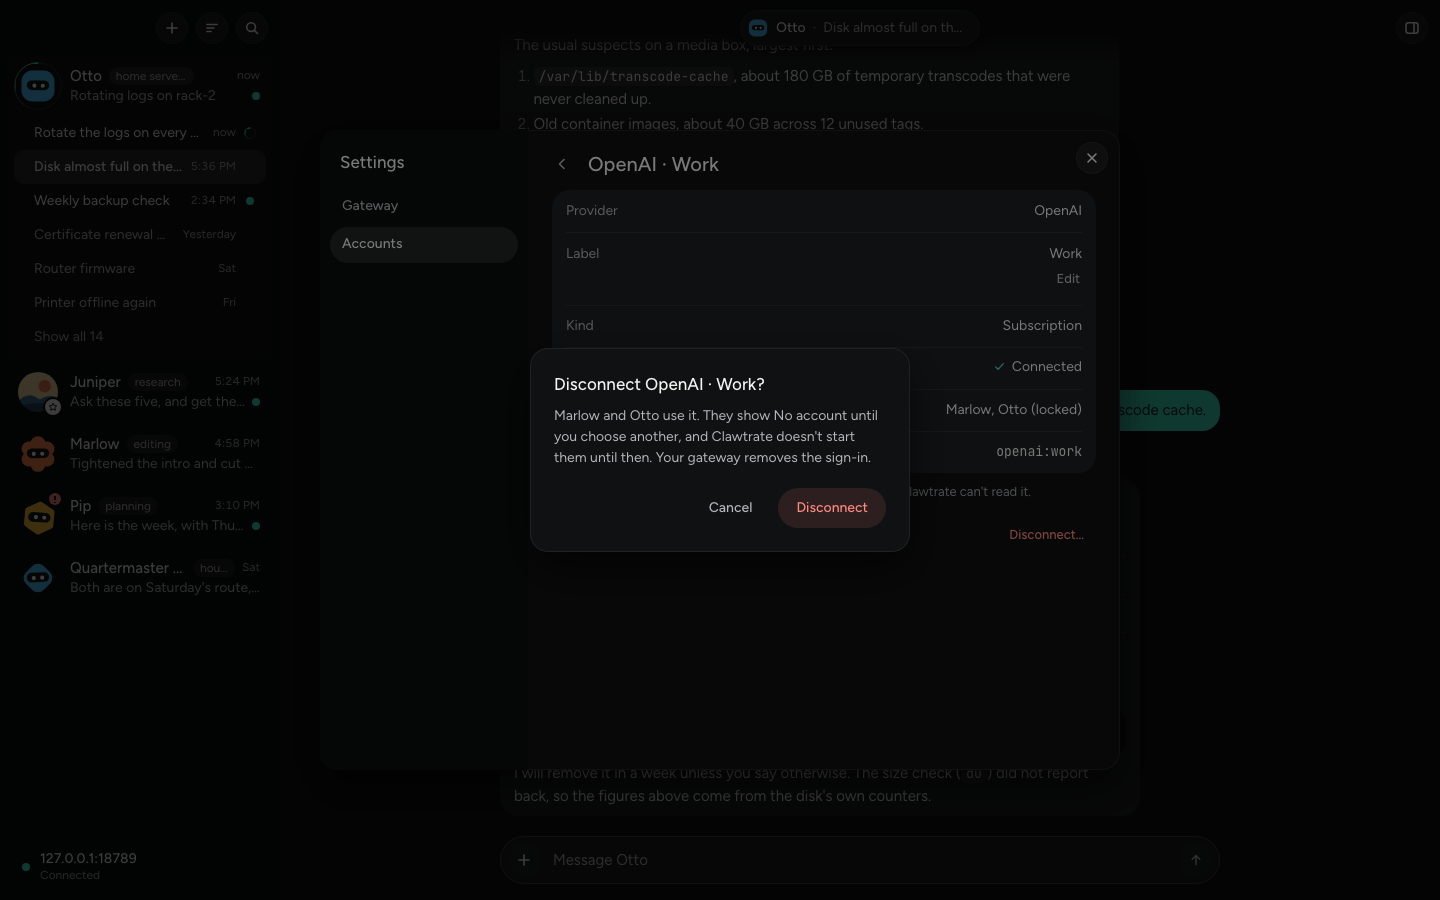 Otto · Disk almost full on th...
Otto home serve... now
Rotating logs on rack-2
Rotate the logs on every ... now
Disk almost full on the... 5:36 PM
Weekly backup check 2:34 PM
Certificate renewal ... Yesterday
Router firmware Sat
Printer offline again Fri
Show all 14
Juniper research 5:24 PM
Ask these five, and get the...
Marlow editing 4:58 PM
Tightened the intro and cut ...
Pip planning 3:10 PM
Here is the week, with Thu...
Quartermaster ... hou... Sat
Both are on Saturday's route,...
127.0.0.1:18789
Connected
The usual suspects on a media box, largest first:
1. /var/lib/transcode-cache, about 180 GB of temporary transcodes that were
never cleaned up.
2. Old container images, about 40 GB across 12 unused tags.
Settings
Gateway
Accounts
OpenAI · Work
Provider OpenAI
Label Work
Edit
Kind Subscription
Connected
Marlow, Otto (locked)
openai:work
lawtrate can't read it.
Disconnect...
scode cache.
Disconnect OpenAI · Work?
Marlow and Otto use it. They show No account until
you choose another, and Clawtrate doesn't start
them until then. Your gateway removes the sign-in.
Cancel Disconnect
I will remove it in a week unless you say otherwise. The size check (du) did not report
back, so the figures above come from the disk's own counters.
Message Otto